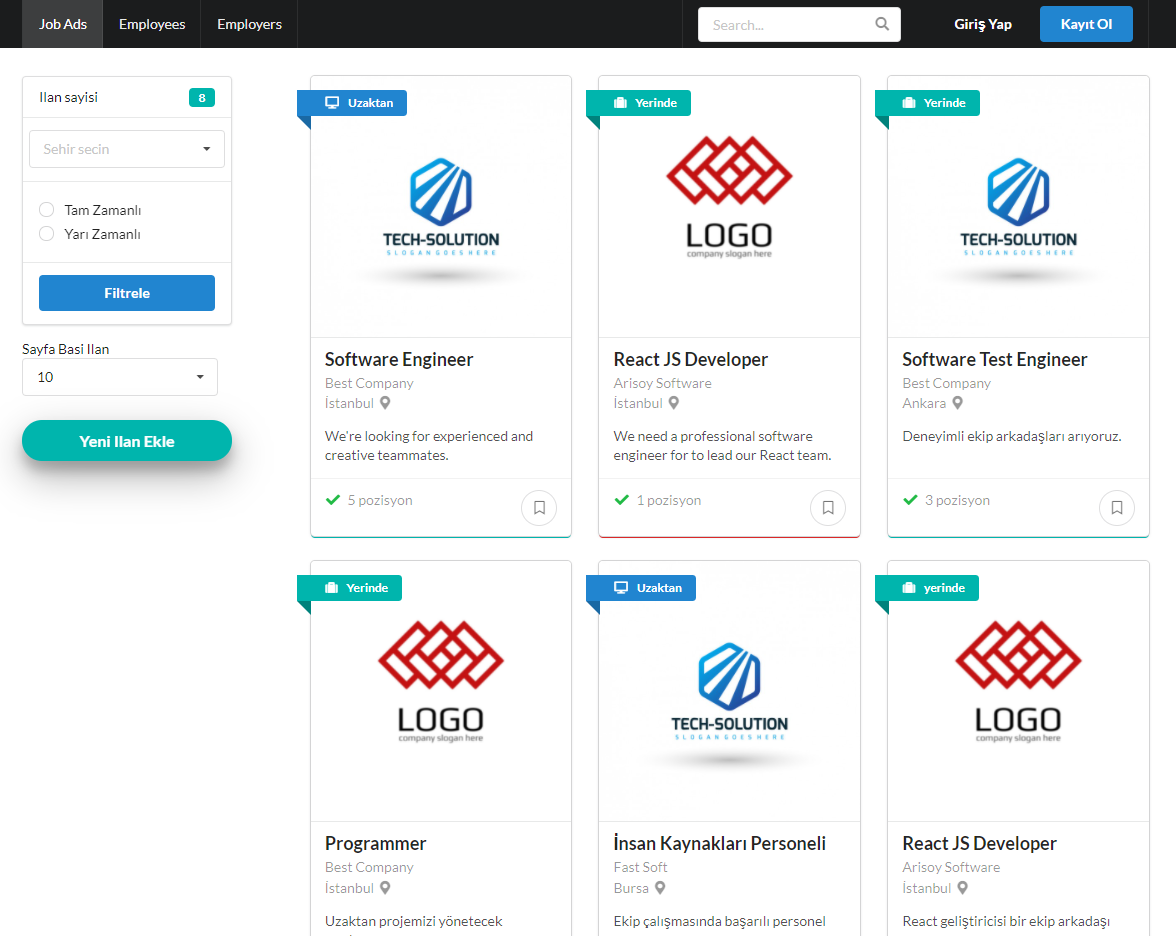 Job Ads
Employees
Employers
Search...
Giriş Yap
Kayıt Ol
Ilan sayisi
8
Sehir secin
Tam Zamanlı
Yarı Zamanlı
Filtrele
Sayfa Basi Ilan
10
Yeni Ilan Ekle
Uzaktan
TECH-SOLUTION
SLOGAN GOES HERE
Software Engineer
Best Company
İstanbul
We're looking for experienced and
creative teammates.
5 pozisyon
Yerinde
LOGO
company slogan here
React JS Developer
Arisoy Software
İstanbul
We need a professional software
engineer for to lead our React team.
1 pozisyon
Yerinde
TECH-SOLUTION
SLOGAN GOES HERE
Software Test Engineer
Best Company
Ankara
Deneyimli ekip arkadaşları arıyoruz.
3 pozisyon
Yerinde
LOGO
company slogan here
Programmer
Best Company
İstanbul
Uzaktan projemizi yönetecek
Uzaktan
TECH-SOLUTION
SLOGAN GOES HERE
İnsan Kaynakları Personeli
Fast Soft
Bursa
Ekip çalışmasında başarılı personel
yerinde
LOGO
company slogan here
React JS Developer
Arisoy Software
İstanbul
React geliştiricisi bir ekip arkadaşı